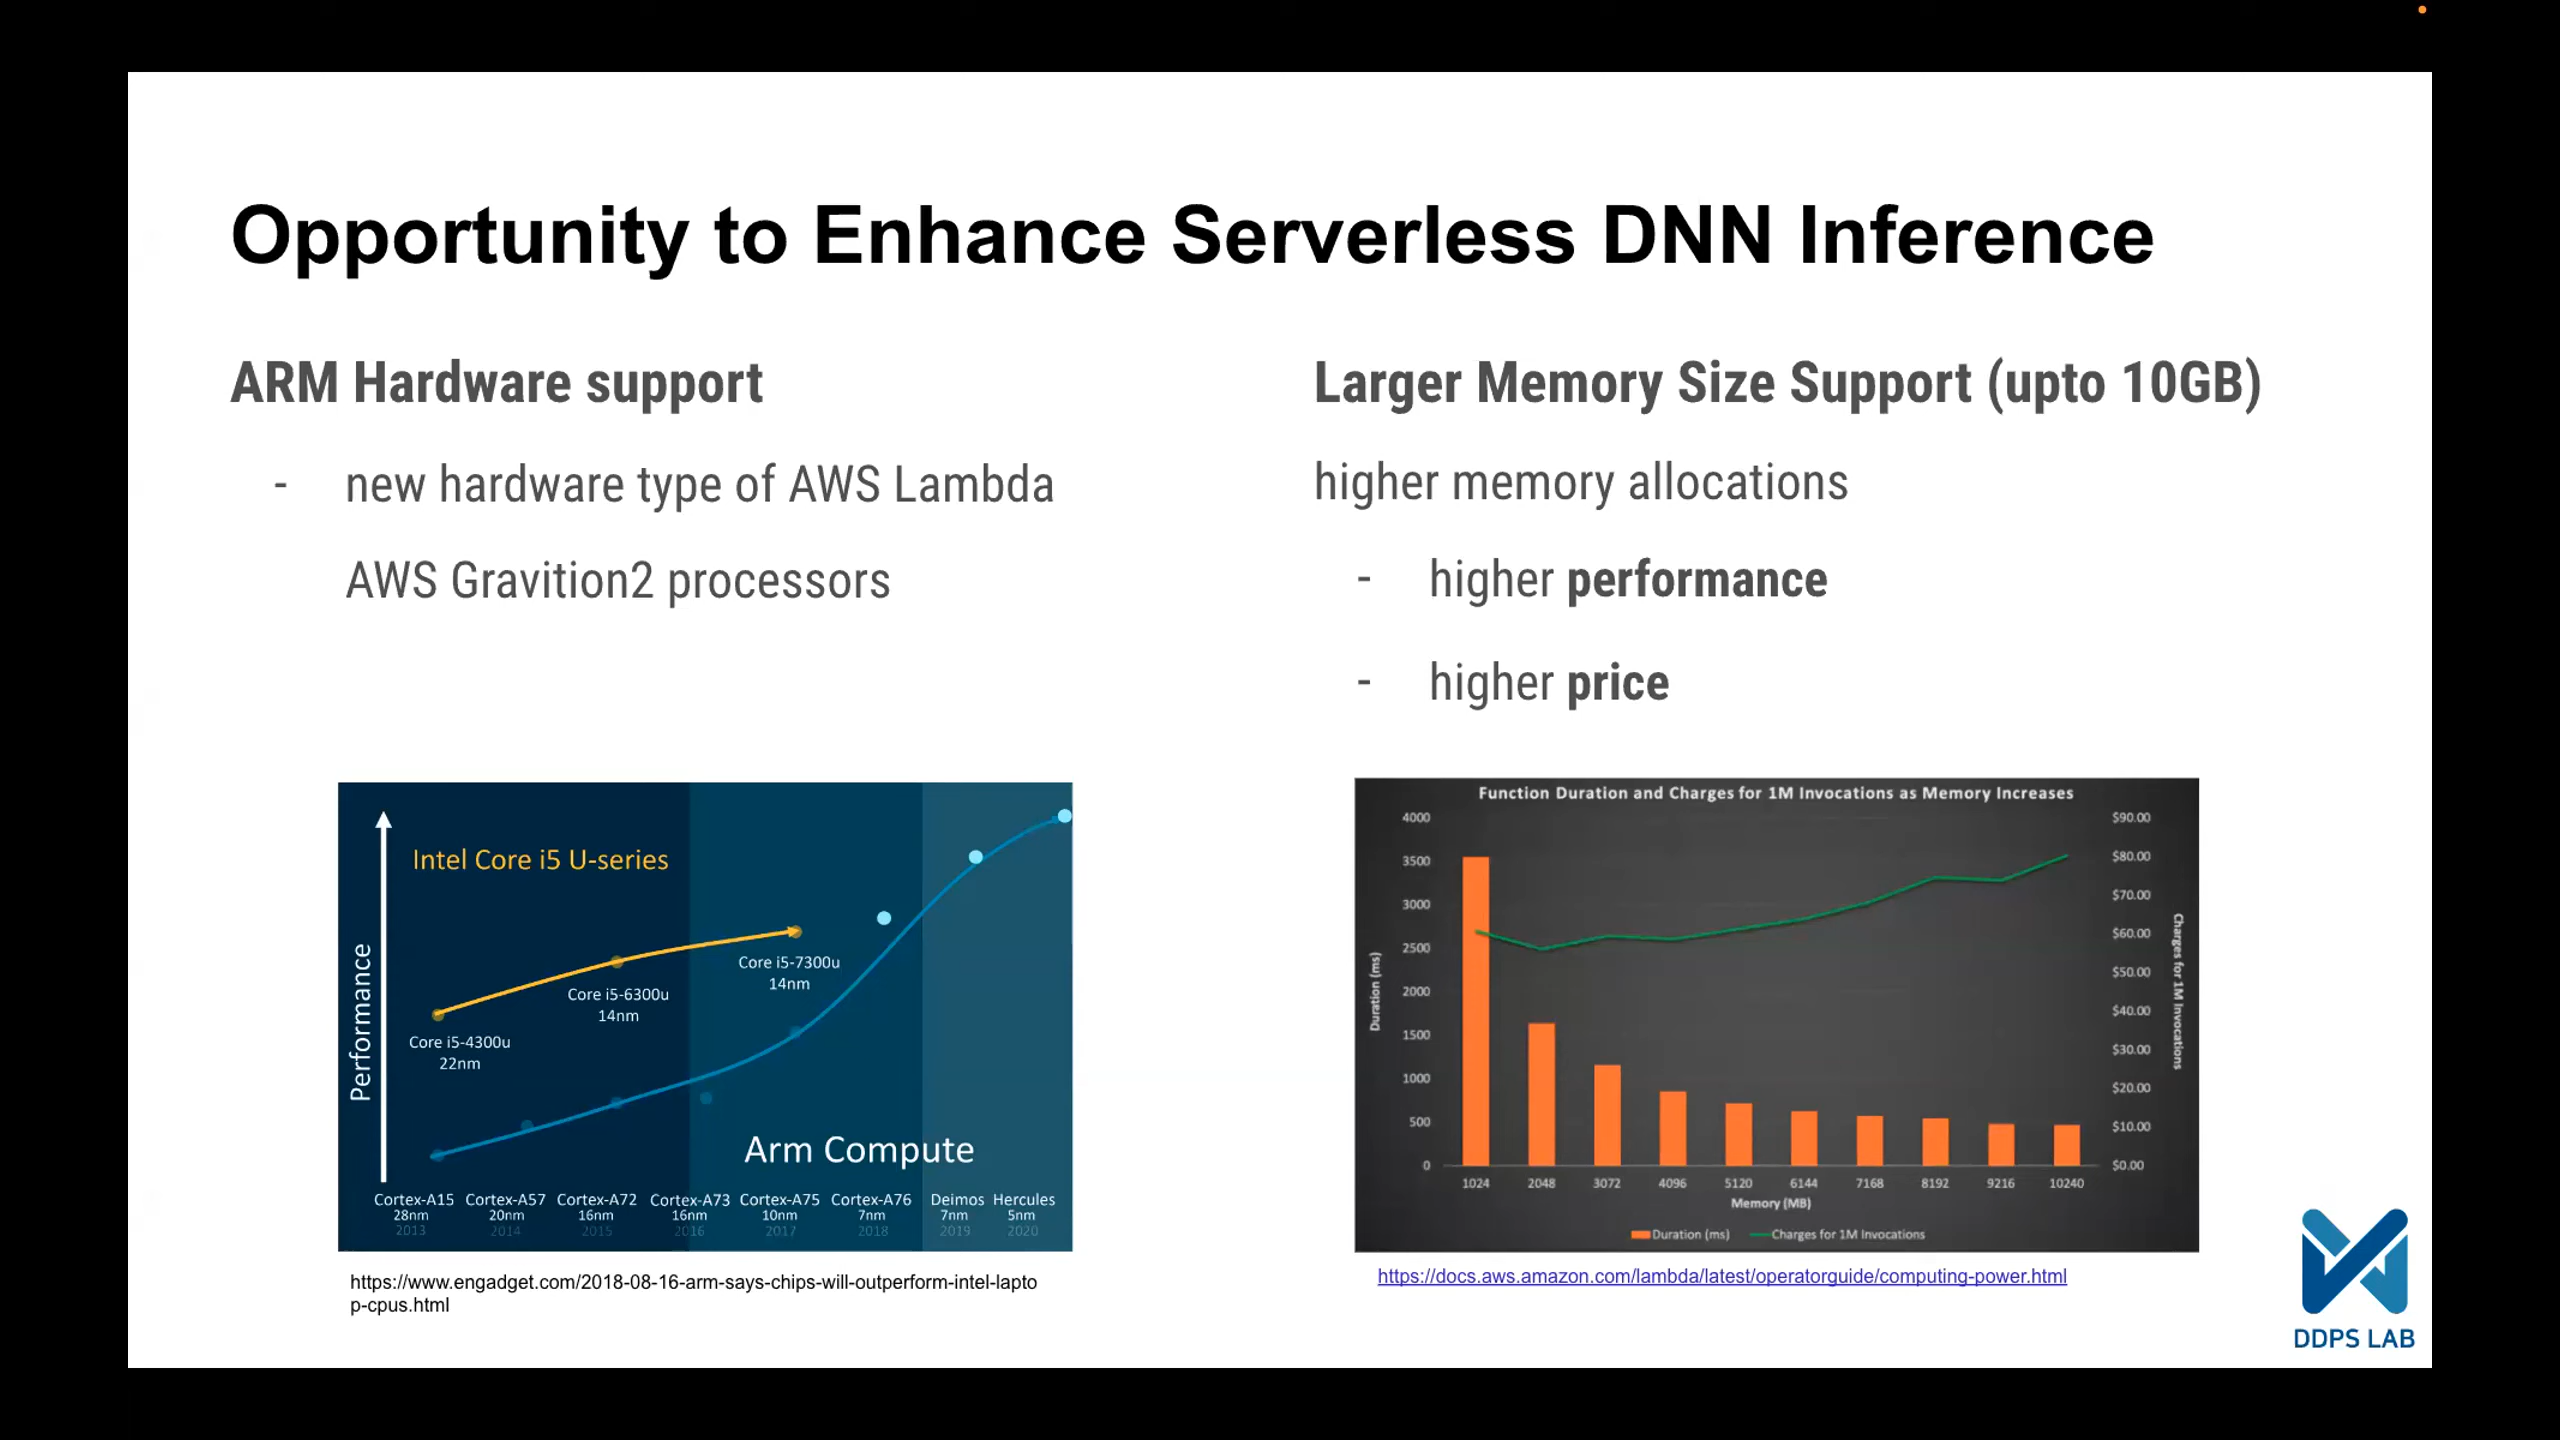 Opportunity to Enhance Serverless DNN Inference
ARM Hardware support
- new hardware type of AWS Lambda
AWS Gravition2 processors
Larger Memory Size Support (upto 10GB)
higher memory allocations
- higher performance
- higher price
Performance
Intel Core i5 U-series
Core i5-4300u
22nm
Core i5-6300u
14nm
Core i5-7300u
14nm
Arm Compute
Cortex-A15 Cortex-A57 Cortex-A72 Cortex-A73 Cortex-A75 Cortex-A76 Deimos Hercules
28nm 20nm 16nm 16nm 10nm 7nm 7nm 5nm
2013 2014 2015 2016 2017 2018 2019 2020
https://www.engadget.com/2018-08-16-arm-says-chips-will-outperform-intel-lapto
p-cpus.html
Function Duration and Charges for 1M Invocations as Memory Increases
4000 $90.00
3500 $80.00
3000 $70.00
2500 $60.00
2000 $50.00
1500 $40.00
1000 $30.00
500 $20.00
0 $10.00
$0.00
Duration (ms)
Charges for 1M Invocations
1024 2048 3072 4096 5120 6144 7168 8192 9216 10240
Memory (MB)
Duration (ms) Charges for 1M Invocations
https://docs.aws.amazon.com/lambda/latest/operatorguide/computing-power.html
DDPS LAB